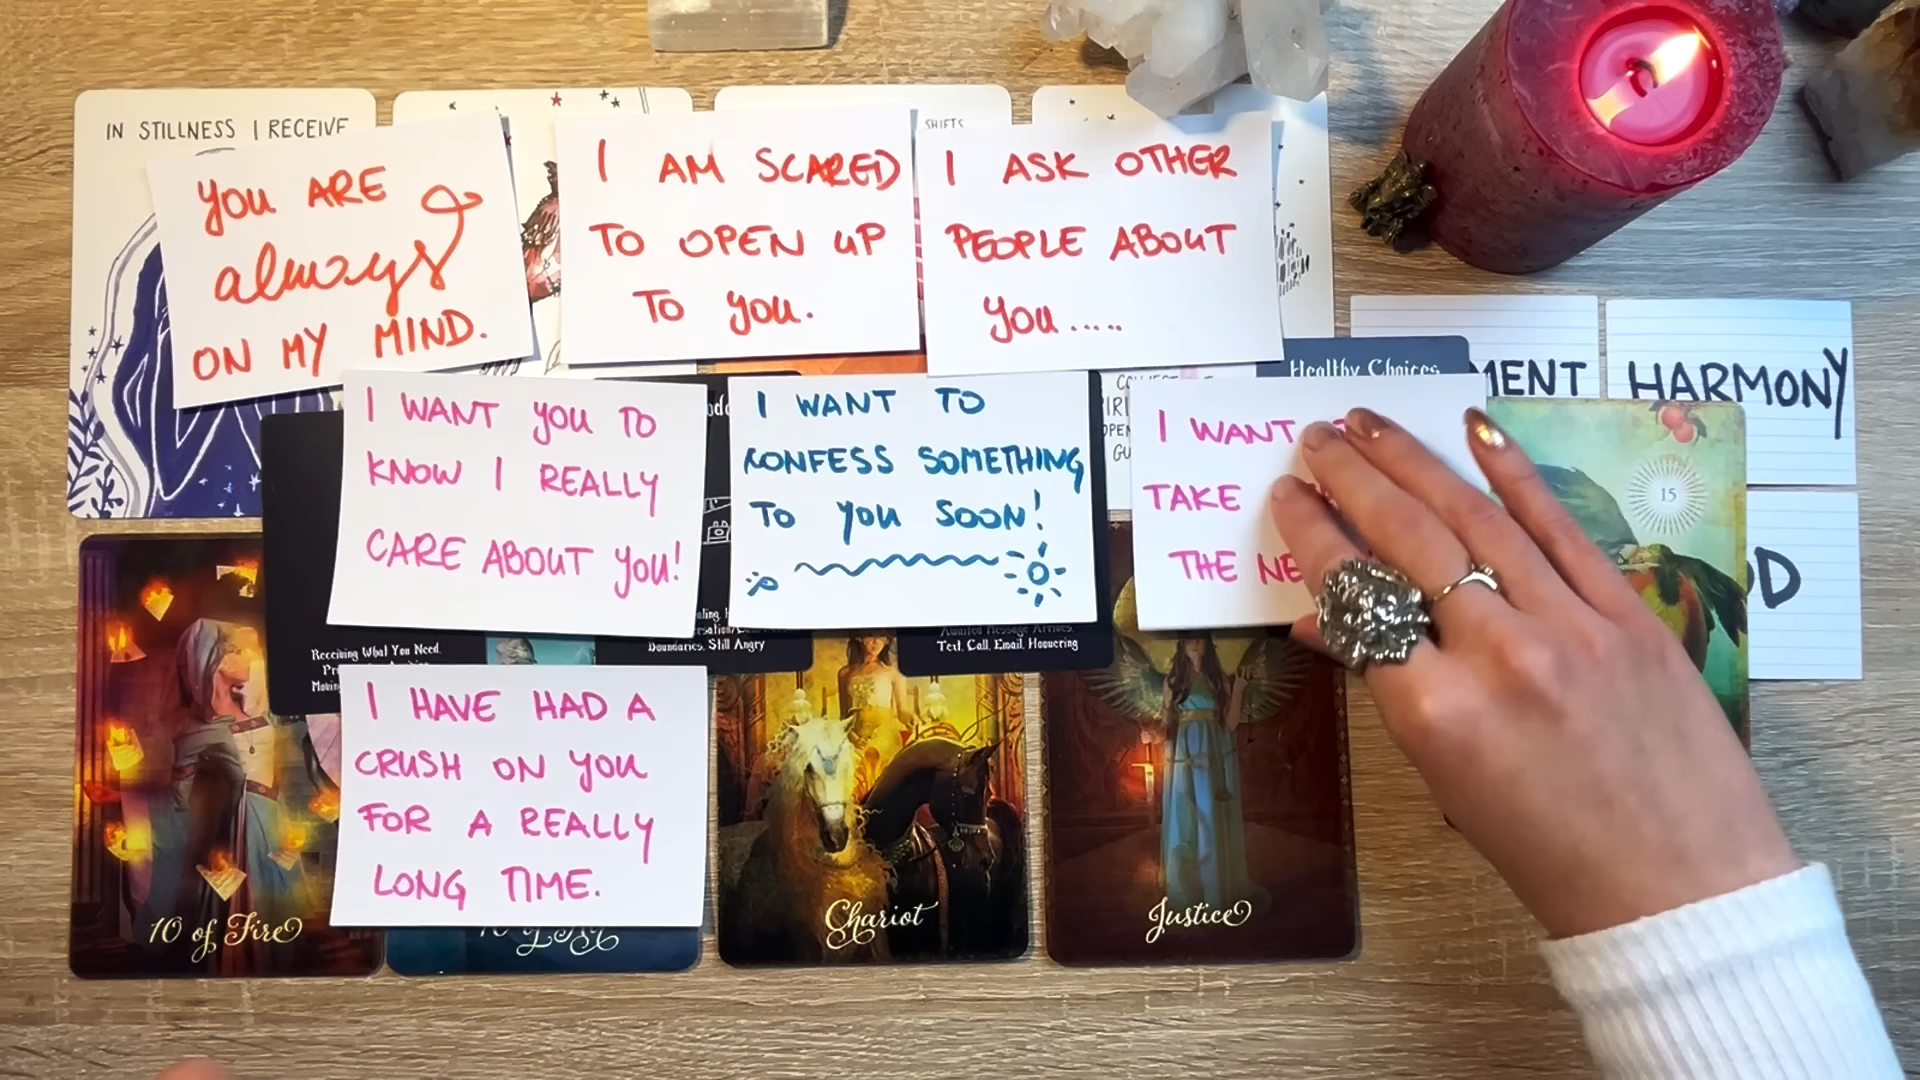 IN STILLNESS I RECEIVE
SHIFTS
YOU ARE
always
ON MY MIND.
I AM SCARED
TO OPEN UP
TO YOU.
I ASK OTHER
PEOPLE ABOUT
YOU.....
Healthy Choices
HARMONY
I WANT YOU TO
KNOW I REALLY
CARE ABOUT YOU!
I WANT TO
CONFESS SOMETHING
TO YOU SOON!
I WANT
TAKE
THE
15
Receiving What You Need.
Boundaries. Still Angry
Awaited Message Arrives.
Text, Call, Email, Hoovering
I HAVE HAD A
CRUSH ON YOU
FOR A REALLY
LONG TIME.
10 of Fire
Chariot
Justice